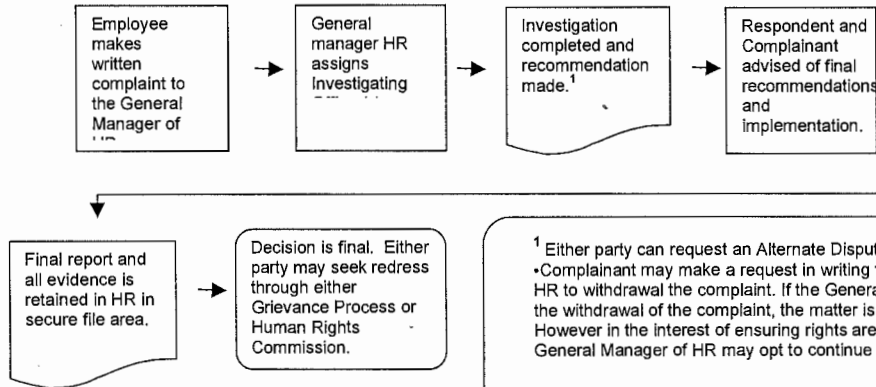 Employee
makes
written
complaint to
the General
Manager of
General
manager HR
assigns
Investigating
Investigation
completed and
recommendation
made.¹
Respondent and
Complainant
advised of final
recommendations
and
implementation.
Final report and
all evidence is
retained in HR in
secure file area.
Decision is final. Either
party may seek redress
through either
Grievance Process or
Human Rights
Commission.
¹ Either party can request an Alternate Disput
•Complainant may make a request in writing
HR to withdrawal the complaint. If the Genera
the withdrawal of the complaint, the matter is
However in the interest of ensuring rights are
General Manager of HR may opt to continue